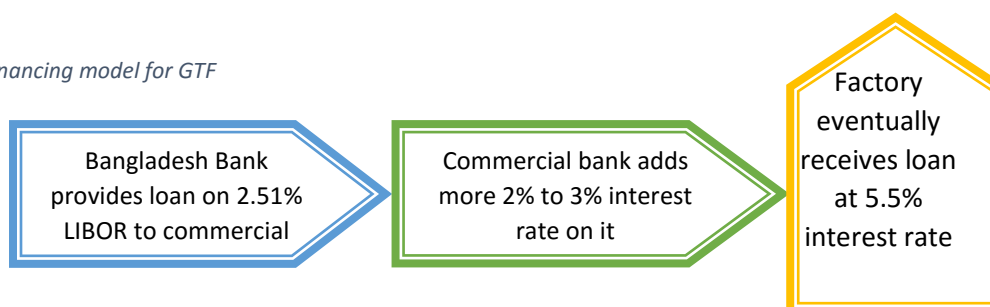 nancing model for GTF
Bangladesh Bank
provides loan on 2.51%
LIBOR to commercial
Commercial bank adds
more 2% to 3% interest
rate on it
Factory
eventually
receives loan
at 5.5%
interest rate